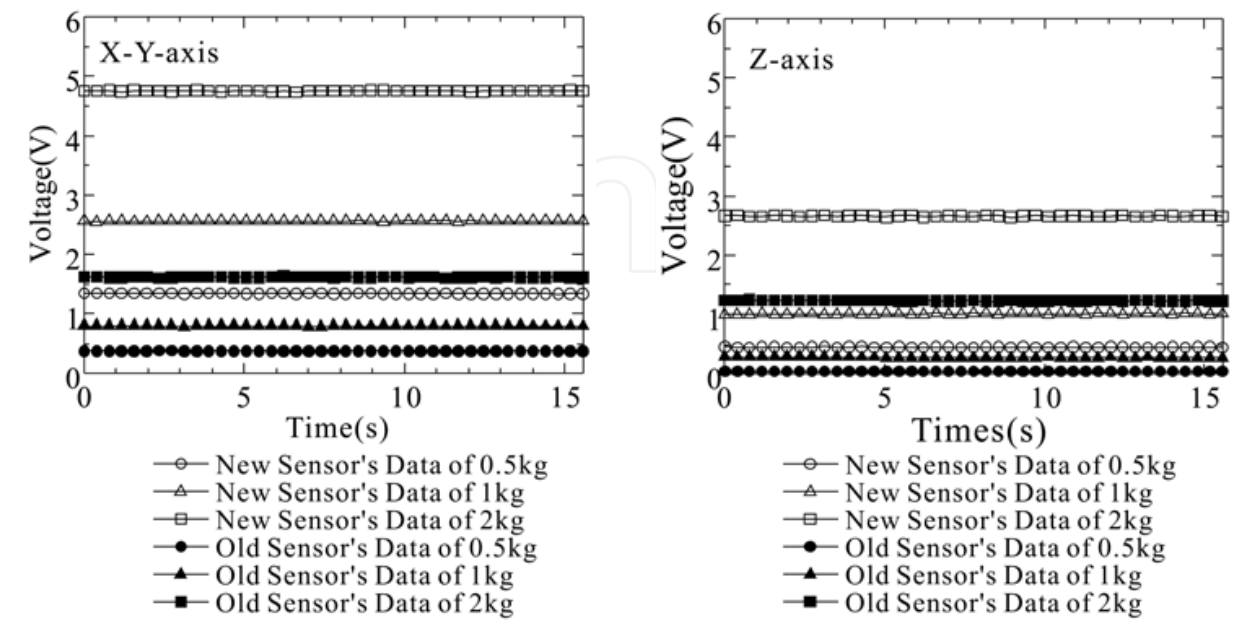 6
X-Y-axis
5
4
3
2
1
0
Voltage(V)
0 5 10 15
Time(s)
New Sensor's Data of 0.5kg
New Sensor's Data of 1kg
New Sensor's Data of 2kg
Old Sensor's Data of 0.5kg
Old Sensor's Data of 1kg
Old Sensor's Data of 2kg
6
Z-axis
5
4
3
2
1
0
Voltage(V)
0 5 10 15
Times(s)
New Sensor's Data of 0.5kg
New Sensor's Data of 1kg
New Sensor's Data of 2kg
Old Sensor's Data of 0.5kg
Old Sensor's Data of 1kg
Old Sensor's Data of 2kg